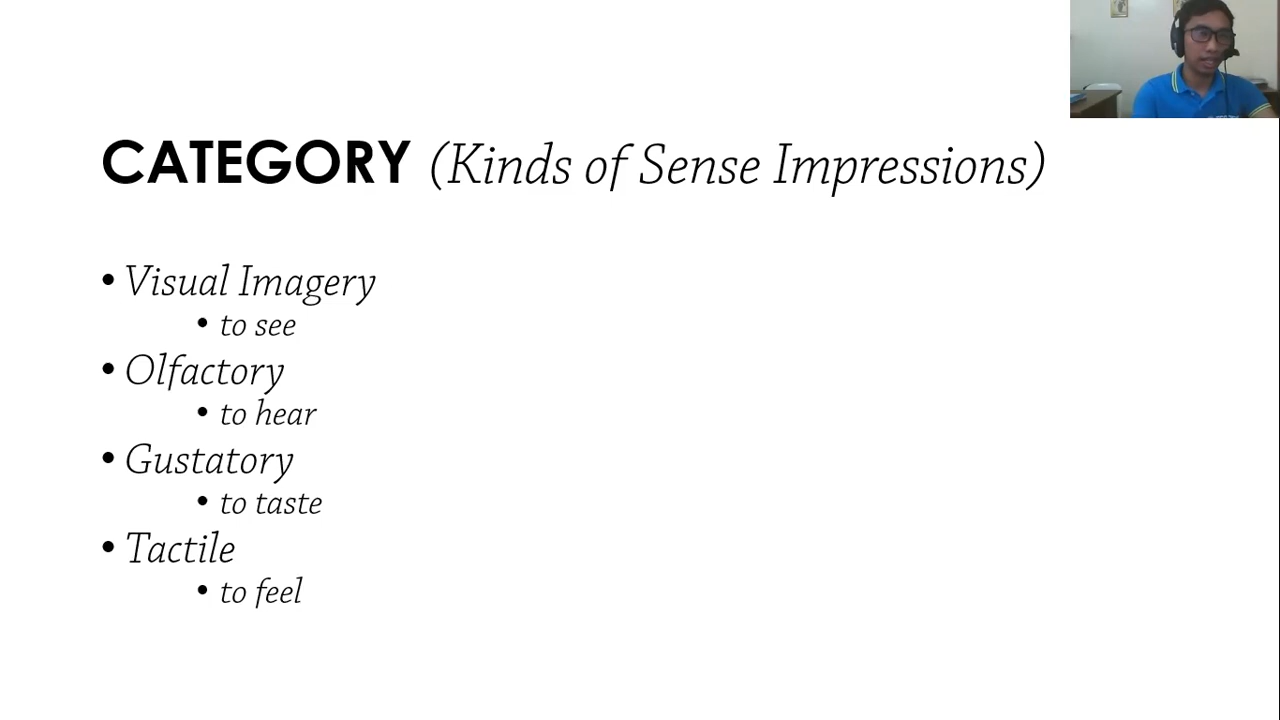 CATEGORY (Kinds of Sense Impressions)
• Visual Imagery
• to see
• Olfactory
• to hear
• Gustatory
• to taste
• Tactile
• to feel